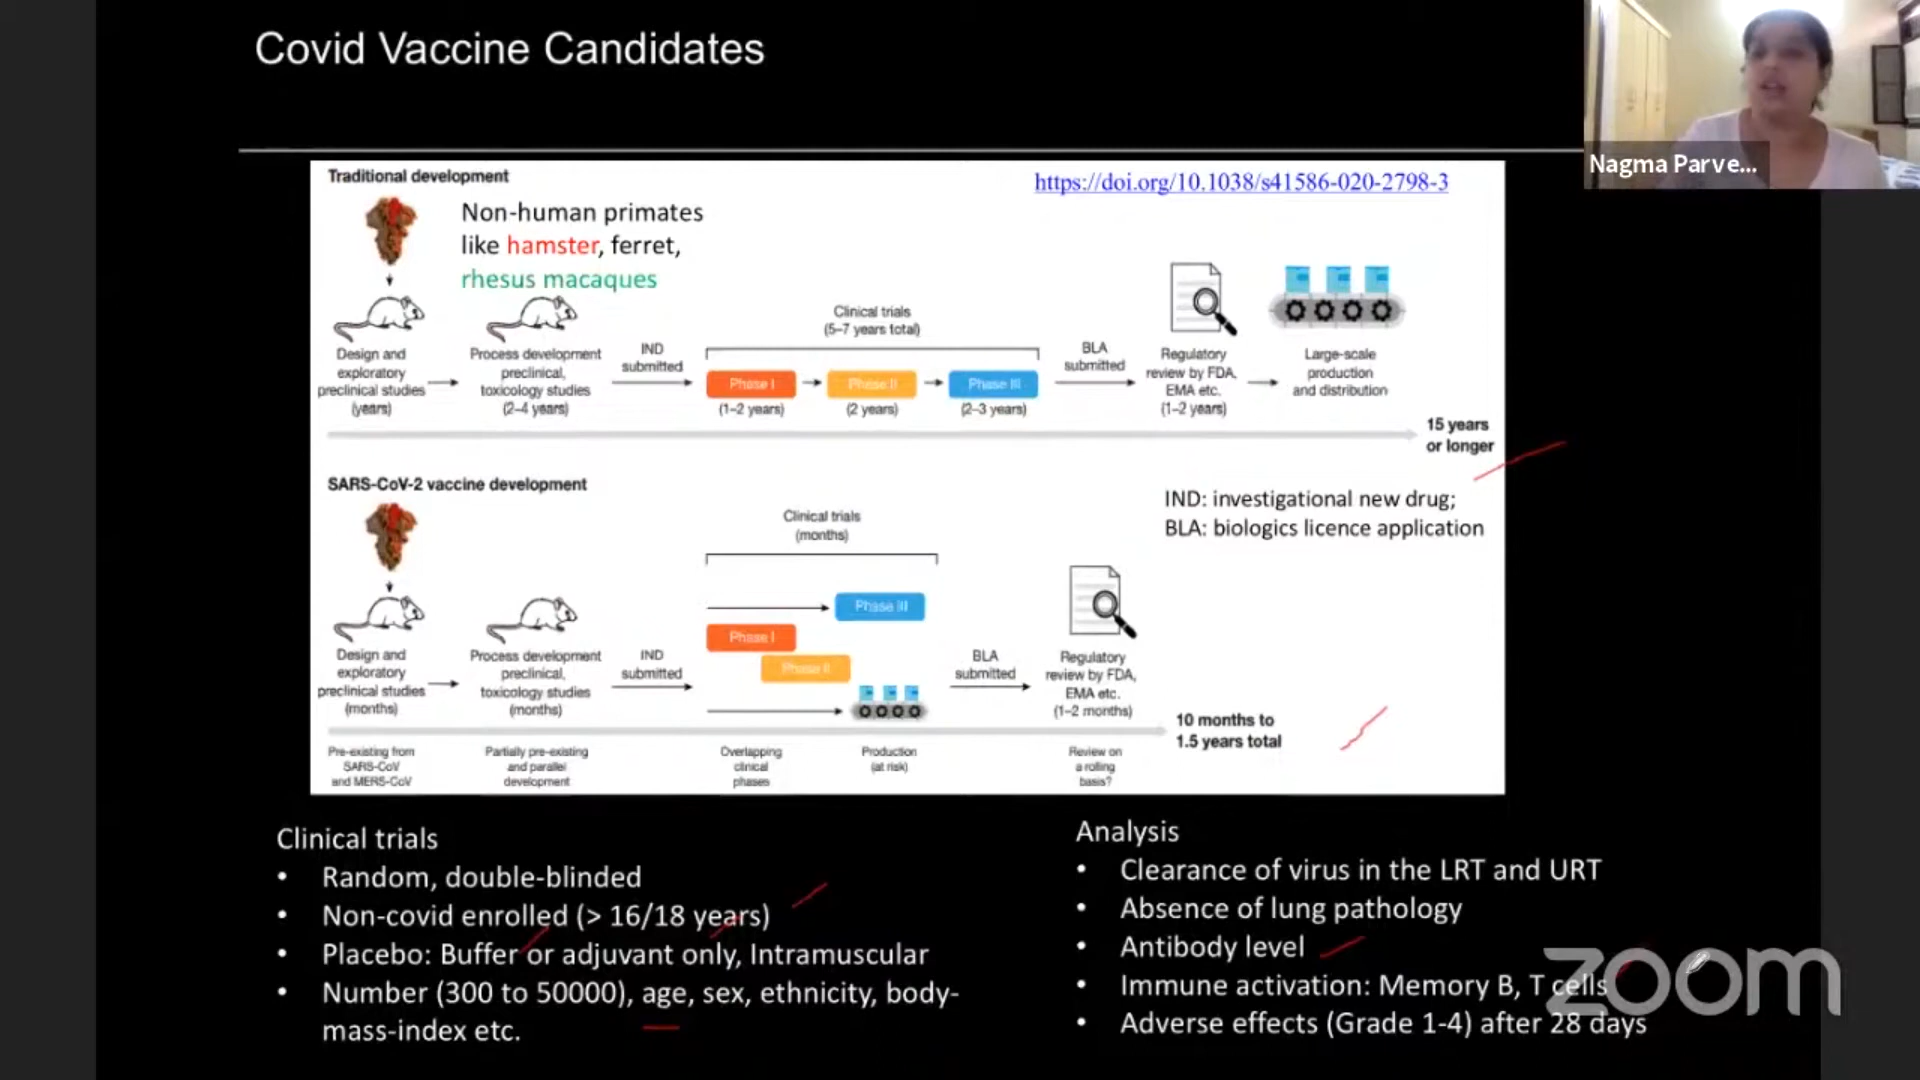 Covid Vaccine Candidates
Nagma Parve...
Traditional development
https://doi.org/10.1038/s41586-020-2798-3
Non-human primates
like hamster, ferret,
rhesus macaques
Clinical trials
(5–7 years total)
Design and
exploratory
preclinical studies
(years)
Process development
preclinical,
toxicology studies
(2–4 years)
IND
submitted
Phase I
(1–2 years)
Phase II
(2 years)
Phase III
(2–3 years)
BLA
submitted
Regulatory
review by FDA,
EMA etc.
(1–2 years)
Large-scale
production
and distribution
15 years
or longer
SARS-CoV-2 vaccine development
IND: investigational new drug;
BLA: biologics licence application
Clinical trials
(months)
Design and
exploratory
preclinical studies
(months)
Process development
preclinical,
toxicology studies
(months)
IND
submitted
Phase III
Phase I
Phase II
BLA
submitted
Regulatory
review by FDA,
EMA etc.
(1–2 months)
10 months to
1.5 years total
Pre-existing from
SARS-CoV
and MERS-CoV
Partially pre-existing
and parallel
development
Overlapping
clinical
phases
Production
(at risk)
Review on
a rolling
basis?
Clinical trials
• Random, double-blinded
• Non-covid enrolled (> 16/18 years)
• Placebo: Buffer or adjuvant only, Intramuscular
• Number (300 to 50000), age, sex, ethnicity, body-
mass-index etc.
Analysis
• Clearance of virus in the LRT and URT
• Absence of lung pathology
• Antibody level
• Immune activation: Memory B, T cells
• Adverse effects (Grade 1-4) after 28 days
zoom